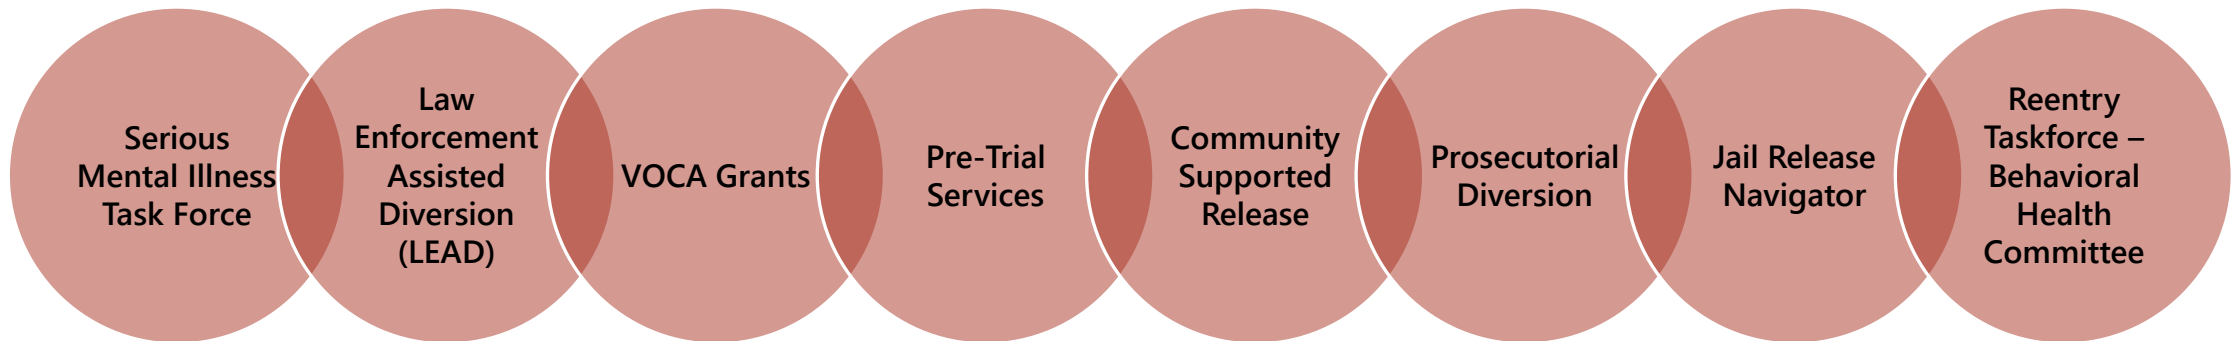 Serious
Mental Illness
Task Force
Law
Enforcement
Assisted
Diversion
(LEAD)
VOCA Grants
Pre-Trial
Services
Community
Supported
Release
Prosecutorial
Diversion
Jail Release
Navigator
Reentry
Taskforce –
Behavioral
Health
Committee